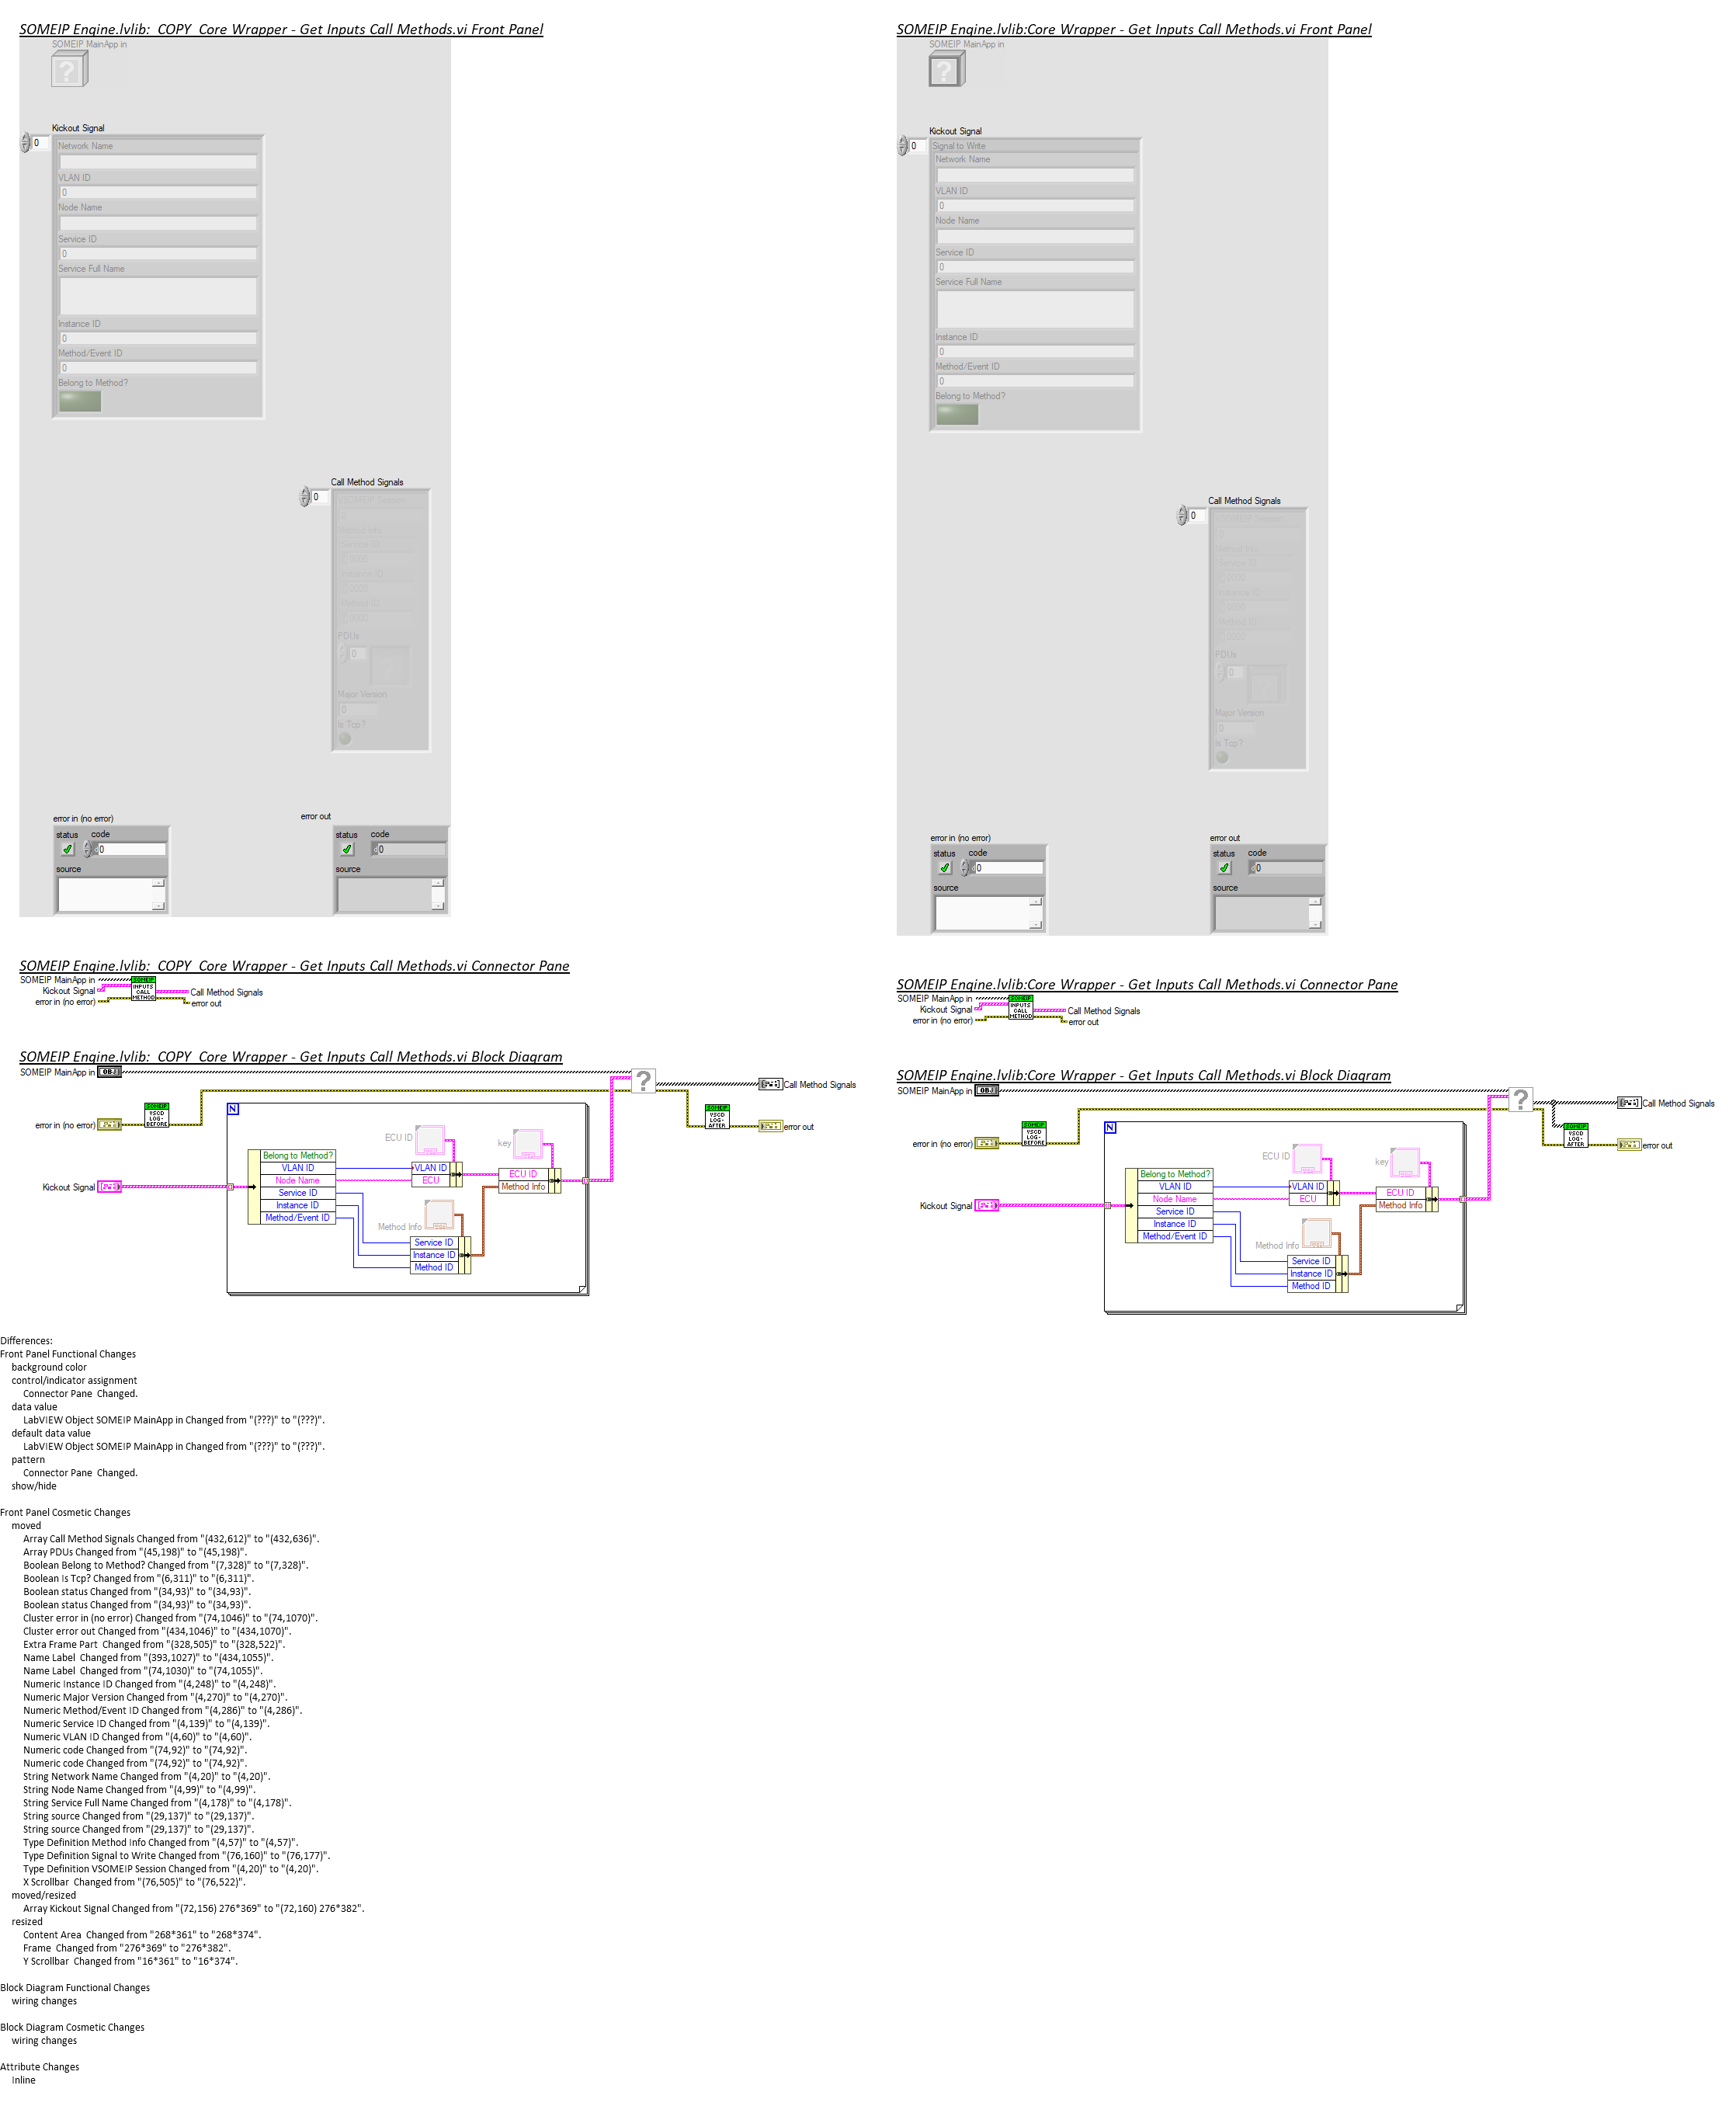 SOMEIP Engine.lvlib:  COPY  Core Wrapper - Get Inputs Call Methods.vi Front Panel
SOMEIP MainApp in
?
Kickout Signal
0
Network Name
VLAN ID
0
Node Name
Service ID
0
Service Full Name
Instance ID
0
Method/Event ID
0
Belong to Method?
Call Method Signals
0
VSOMEIP Session
0
Method Info
Service ID
0000
Instance ID
0000
Method ID
0000
PDUs
0
?
Major Version
0
Is Tcp?
error in (no error)
status code
0
source
error out
status code
0
source
SOMEIP Engine.lvlib:  COPY  Core Wrapper - Get Inputs Call Methods.vi Connector Pane
SOMEIP MainApp in
Kickout Signal
error in (no error)
SOMEIP
INPUTS
CALL
METHOD
Call Method Signals
error out
SOMEIP Engine.lvlib:  COPY  Core Wrapper - Get Inputs Call Methods.vi Block Diagram
SOMEIP MainApp in
OBJ
?
Call Method Signals
error in (no error)
SOMEIP
VSCD
LOG-
BEFORE
SOMEIP
VSCD
LOG-
AFTER
error out
N
ECU ID
key
Belong to Method?
VLAN ID
Node Name
Service ID
Instance ID
Method/Event ID
VLAN ID
ECU
ECU ID
Method Info
Kickout Signal
Method Info
Service ID
Instance ID
Method ID
SOMEIP Engine.lvlib:Core Wrapper - Get Inputs Call Methods.vi Front Panel
SOMEIP MainApp in
?
Kickout Signal
0
Signal to Write
Network Name
VLAN ID
0
Node Name
Service ID
0
Service Full Name
Instance ID
0
Method/Event ID
0
Belong to Method?
Call Method Signals
0
VSOMEIP Session
0
Method Info
Service ID
0000
Instance ID
0000
Method ID
0000
PDUs
0
?
Major Version
0
Is Tcp?
error in (no error)
status code
0
source
error out
status code
0
source
SOMEIP Engine.lvlib:Core Wrapper - Get Inputs Call Methods.vi Connector Pane
SOMEIP MainApp in
Kickout Signal
error in (no error)
SOMEIP
INPUTS
CALL
METHOD
Call Method Signals
error out
SOMEIP Engine.lvlib:Core Wrapper - Get Inputs Call Methods.vi Block Diagram
SOMEIP MainApp in
OBJ
?
Call Method Signals
error in (no error)
SOMEIP
VSCD
LOG-
BEFORE
SOMEIP
VSCD
LOG-
AFTER
error out
N
ECU ID
key
Belong to Method?
VLAN ID
Node Name
Service ID
Instance ID
Method/Event ID
VLAN ID
ECU
ECU ID
Method Info
Kickout Signal
Method Info
Service ID
Instance ID
Method ID
Differences:
Front Panel Functional Changes
background color
control/indicator assignment
Connector Pane  Changed.
data value
LabVIEW Object SOMEIP MainApp in Changed from "(???)" to "(???)".
default data value
LabVIEW Object SOMEIP MainApp in Changed from "(???)" to "(???)".
pattern
Connector Pane  Changed.
show/hide
Front Panel Cosmetic Changes
moved
Array Call Method Signals Changed from "(432,612)" to "(432,636)".
Array PDUs Changed from "(45,198)" to "(45,198)".
Boolean Belong to Method? Changed from "(7,328)" to "(7,328)".
Boolean Is Tcp? Changed from "(6,311)" to "(6,311)".
Boolean status Changed from "(34,93)" to "(34,93)".
Boolean status Changed from "(34,93)" to "(34,93)".
Cluster error in (no error) Changed from "(74,1046)" to "(74,1070)".
Cluster error out Changed from "(434,1046)" to "(434,1070)".
Extra Frame Part  Changed from "(328,505)" to "(328,522)".
Name Label  Changed from "(393,1027)" to "(434,1055)".
Name Label  Changed from "(74,1030)" to "(74,1055)".
Numeric Instance ID Changed from "(4,248)" to "(4,248)".
Numeric Major Version Changed from "(4,270)" to "(4,270)".
Numeric Method/Event ID Changed from "(4,286)" to "(4,286)".
Numeric Service ID Changed from "(4,139)" to "(4,139)".
Numeric VLAN ID Changed from "(4,60)" to "(4,60)".
Numeric code Changed from "(74,92)" to "(74,92)".
Numeric code Changed from "(74,92)" to "(74,92)".
String Network Name Changed from "(4,20)" to "(4,20)".
String Node Name Changed from "(4,99)" to "(4,99)".
String Service Full Name Changed from "(4,178)" to "(4,178)".
String source Changed from "(29,137)" to "(29,137)".
String source Changed from "(29,137)" to "(29,137)".
Type Definition Method Info Changed from "(4,57)" to "(4,57)".
Type Definition Signal to Write Changed from "(76,160)" to "(76,177)".
Type Definition VSOMEIP Session Changed from "(4,20)" to "(4,20)".
X Scrollbar  Changed from "(76,505)" to "(76,522)".
moved/resized
Array Kickout Signal Changed from "(72,156) 276*369" to "(72,160) 276*382".
resized
Content Area  Changed from "268*361" to "268*374".
Frame  Changed from "276*369" to "276*382".
Y Scrollbar  Changed from "16*361" to "16*374".
Block Diagram Functional Changes
wiring changes
Block Diagram Cosmetic Changes
wiring changes
Attribute Changes
Inline